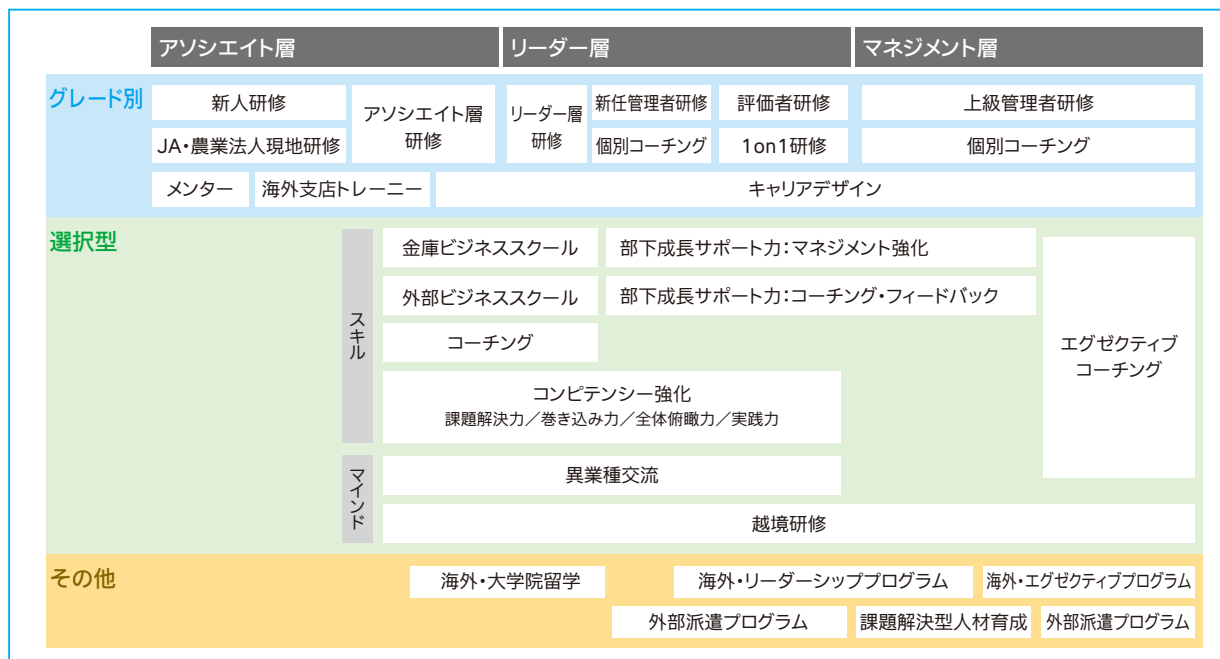 アソシエイト層
リーダー層
マネジメント層
グレード別
新人研修
アソシエイト層
研修
リーダー層
研修
新任管理者研修
評価者研修
上級管理者研修
JA・農業法人現地研修
個別コーチング
1on1研修
個別コーチング
メンター
海外支店トレーニー
キャリアデザイン
選択型
スキル
金庫ビジネススクール
部下成長サポート力：マネジメント強化
外部ビジネススクール
部下成長サポート力：コーチング・フィードバック
コーチング
エグゼクティブ
コーチング
コンピテンシー強化
課題解決力／巻き込み力／全体俯瞰力／実践力
マインド
異業種交流
越境研修
その他
海外・大学院留学
海外・リーダーシッププログラム
海外・エグゼクティブプログラム
外部派遣プログラム
課題解決型人材育成
外部派遣プログラム